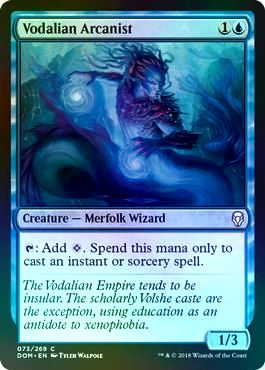 Vodalian Arcanist 1
Creature — Merfolk Wizard
: Add . Spend this mana only to
cast an instant or sorcery spell.
The Vodalian Empire tends to be
insular. The scholarly Volshe caste are
the exception, using education as an
antidote to xenophobia.
1/3
073/269 C
DOM • EN TYLER WALPOLE
™ & © 2018 Wizards of the Coast